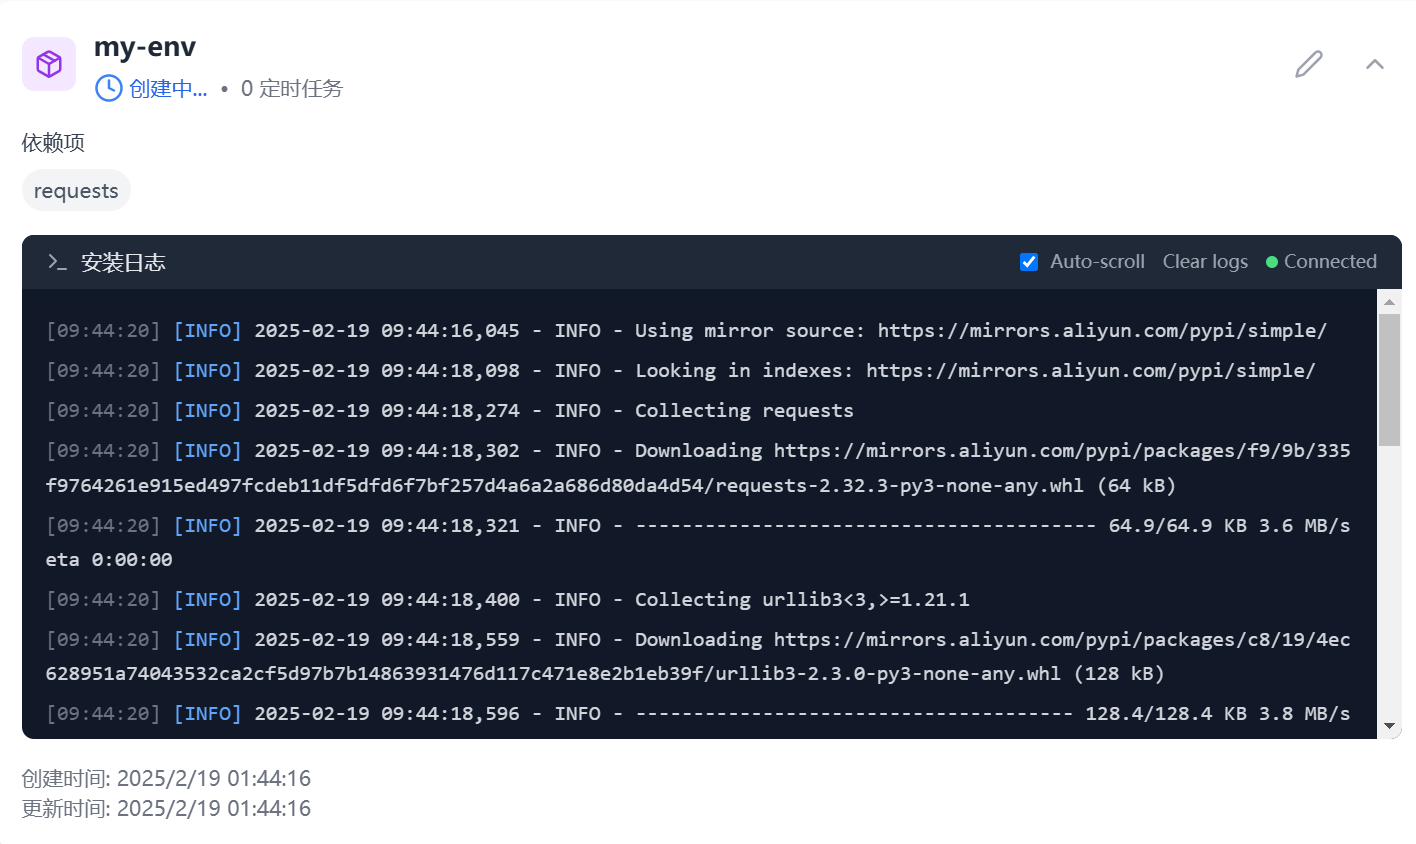 my-env
创建中... • 0 定时任务
依赖项
requests
>_ 安装日志 Auto-scroll Clear logs Connected
[09:44:20] [INFO] 2025-02-19 09:44:16,045 - INFO - Using mirror source: https://mirrors.aliyun.com/pypi/simple/
[09:44:20] [INFO] 2025-02-19 09:44:18,098 - INFO - Looking in indexes: https://mirrors.aliyun.com/pypi/simple/
[09:44:20] [INFO] 2025-02-19 09:44:18,274 - INFO - Collecting requests
[09:44:20] [INFO] 2025-02-19 09:44:18,302 - INFO - Downloading https://mirrors.aliyun.com/pypi/packages/f9/9b/335
f9764261e915ed497fcdeb11df5dfd6f7bf257d4a6a2a686d80da4d54/requests-2.32.3-py3-none-any.whl (64 kB)
[09:44:20] [INFO] 2025-02-19 09:44:18,321 - INFO - ---------------------------------------- 64.9/64.9 KB 3.6 MB/s
eta 0:00:00
[09:44:20] [INFO] 2025-02-19 09:44:18,400 - INFO - Collecting urllib3<3,>=1.21.1
[09:44:20] [INFO] 2025-02-19 09:44:18,559 - INFO - Downloading https://mirrors.aliyun.com/pypi/packages/c8/19/4ec
628951a74043532ca2cf5d97b7b14863931476d117c471e8e2b1eb39f/urllib3-2.3.0-py3-none-any.whl (128 kB)
[09:44:20] [INFO] 2025-02-19 09:44:18,596 - INFO - -------------------------------------- 128.4/128.4 KB 3.8 MB/s
创建时间: 2025/2/19 01:44:16
更新时间: 2025/2/19 01:44:16